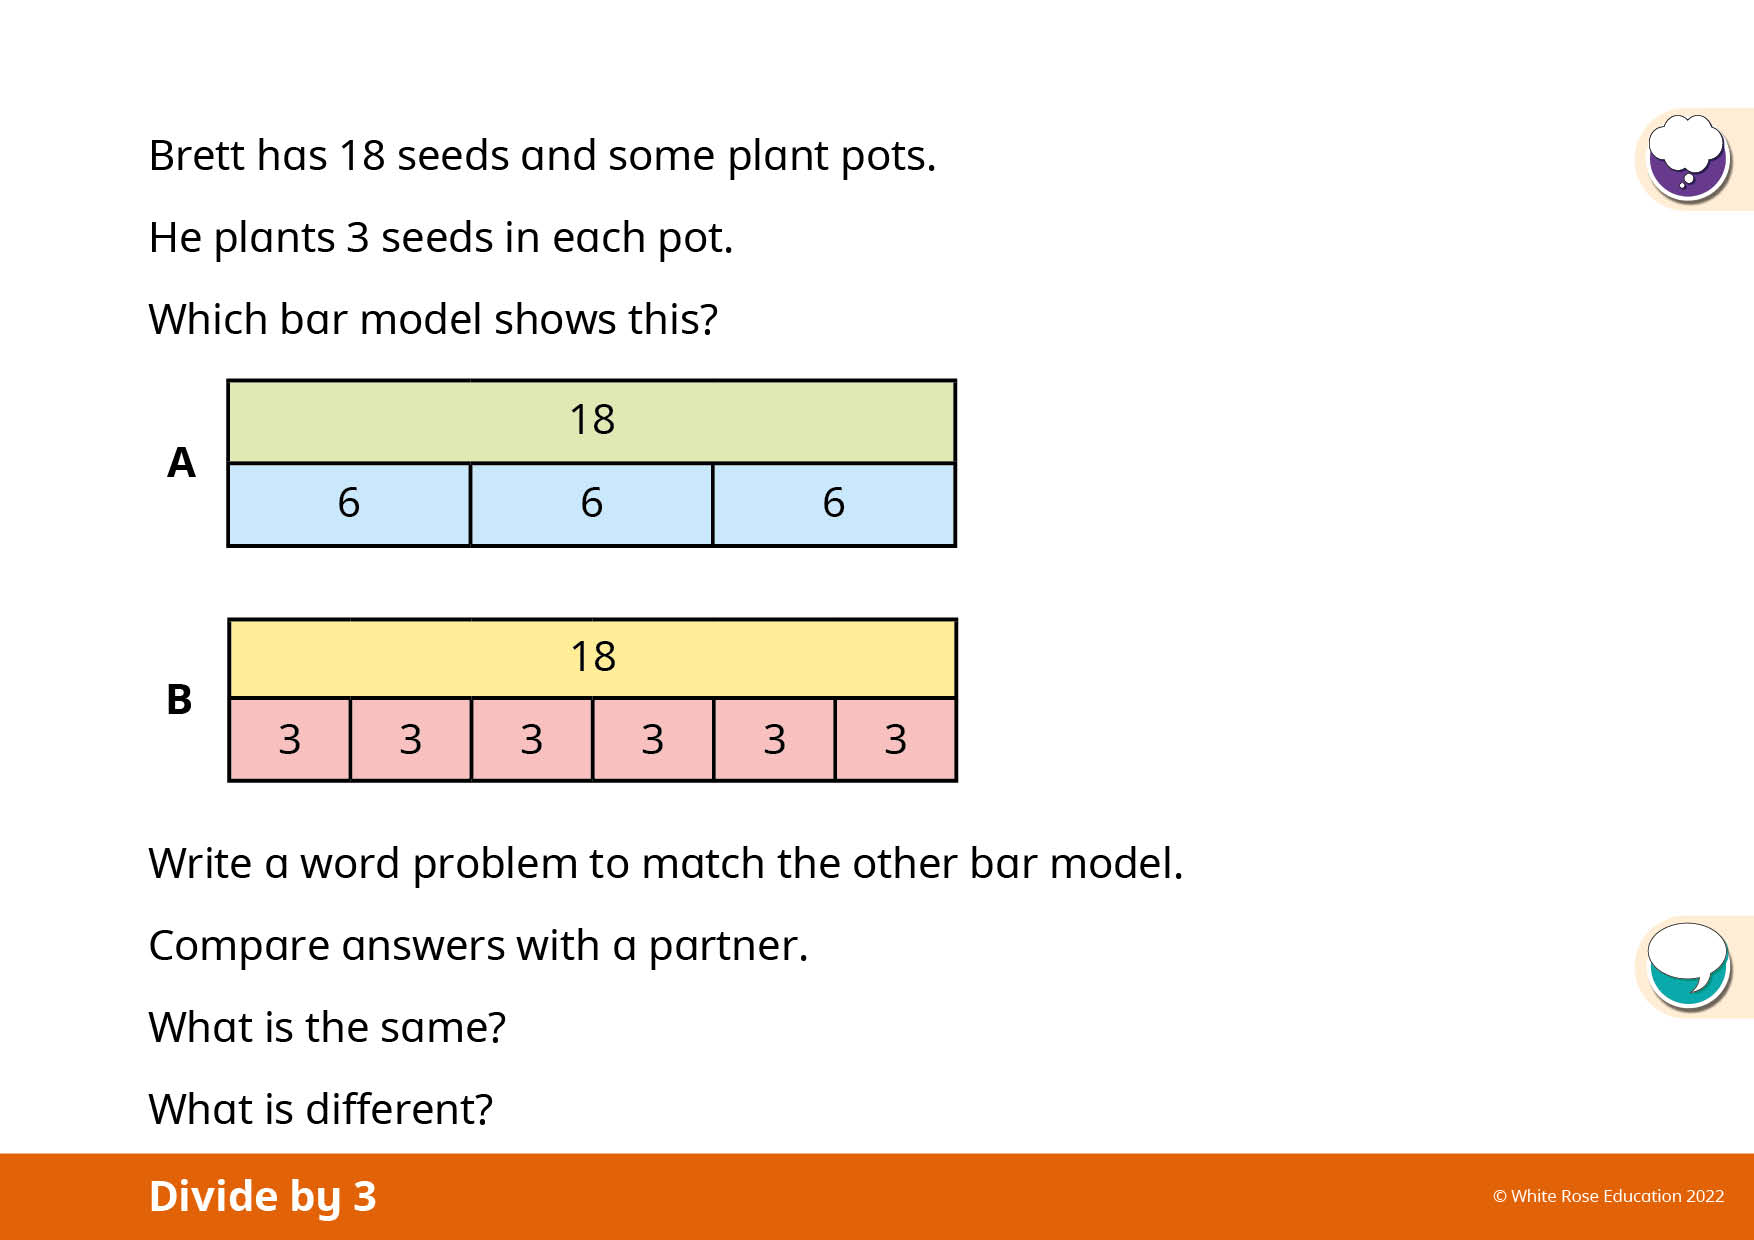 Brett has 18 seeds and some plant pots.
He plants 3 seeds in each pot.
Which bar model shows this?
A
18
6 6 6
B
18
3 3 3 3 3 3
Write a word problem to match the other bar model.
Compare answers with a partner.
What is the same?
What is different?
Divide by 3
© White Rose Education 2022